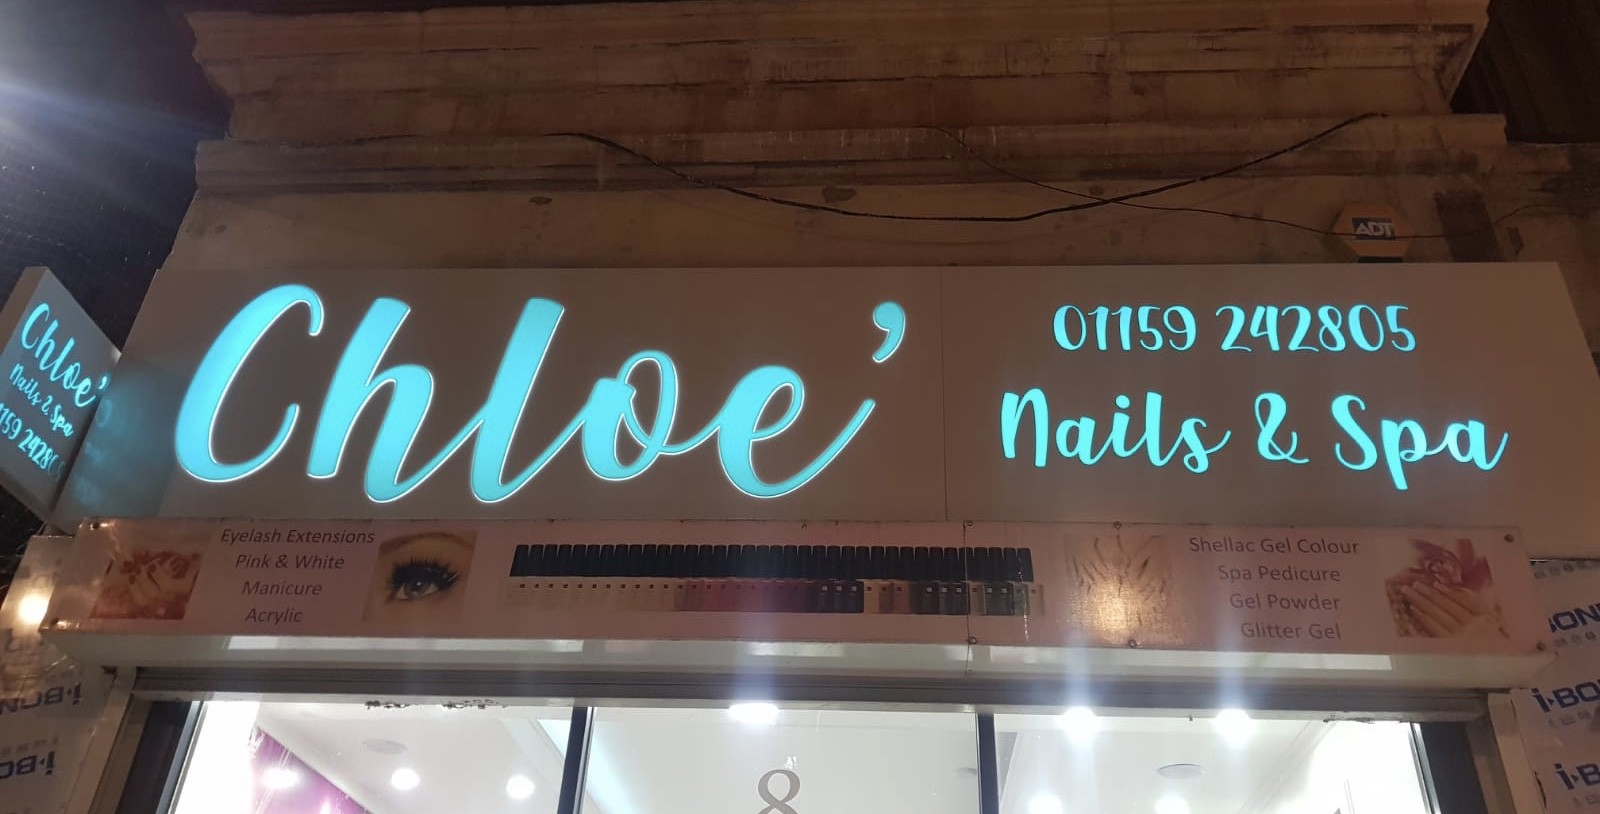 Chloe'
01159 242805
Nails & Spa
Chloe'
Nails & Spa
Eyelash Extensions
Pink & White
Manicure
Acrylic
Shellac Gel Colour
Spa Pedicure
Gel Powder
Glitter Gel
ADT
&